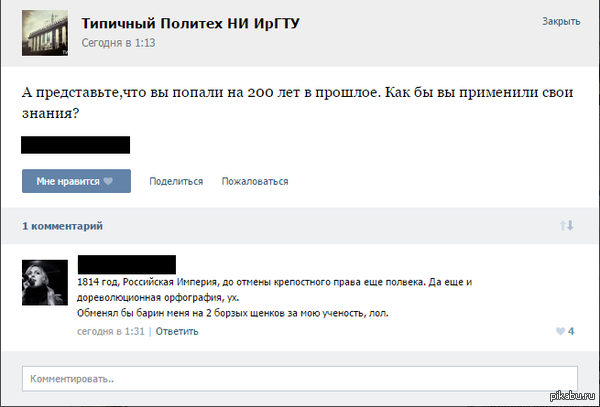 Типичный Политех НИ ИрГТУ
Закрыть
Сегодня в 1:13
А представьте,что вы попали на 200 лет в прошлое. Как бы вы применили свои
знания?
Мне нравится
Поделиться
Пожаловаться
1 комментарий
1814 год, Российская Империя, до отмены крепостного права еще полвека. Да еще и
дореволюционная орфография, ух.
Обменял бы барин меня на 2 борзых щенков за мою ученость, лол.
сегодня в 1:31 | Ответить
4
Комментировать..
pikabu.ru